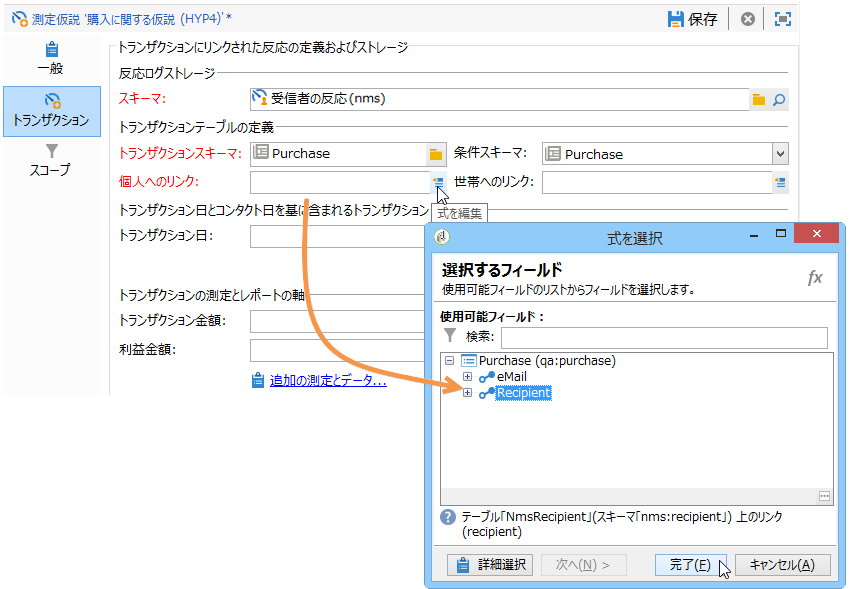 測定仮説 '購入に関する仮説 (HYP4)' *
保存
一般
トランザクション
スコープ
トランザクションにリンクされた反応の定義およびストレージ
反応ログストレージ
スキーマ:
受信者の反応 (nms)
トランザクションテーブルの定義
トランザクションスキーマ:
Purchase
条件スキーマ:
Purchase
個人へのリンク:
世帯へのリンク:
式を編集
トランザクション日とコンタクト日を基に含まれるトランザクション
トランザクション日:
トランザクションの測定とレポートの軸
トランザクション金額:
利益金額:
追加の測定とデータ...
式を選択
選択するフィールド
使用可能フィールドのリストからフィールドを選択します。
fx
使用可能フィールド :
検索:
Purchase (qa:purchase)
eMail
Recipient
テーブル「NmsRecipient」(スキーマ「nms:recipient」) 上のリンク
(recipient)
詳細選択
次へ(N) >
完了(F)
キャンセル(A)